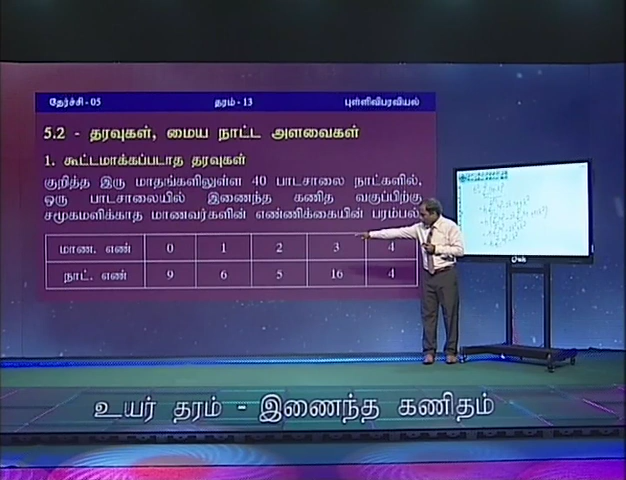 தேர்ச்சி - 05 தரம் - 13 புள்ளிவிபரவியல்
5.2 - தரவுகள், மைய நாட்ட அளவைகள்
1. கூட்டமாக்கப்படாத தரவுகள்
குறித்த இரு மாதங்களிலுள்ள 40 பாடசாலை நாட்களில்,
ஒரு பாடசாலையில் இணைந்த கணித வகுப்பிற்கு
சமூகமளிக்காத மாணவர்களின் எண்ணிக்கையின் பரம்பல்
மாண. எண் 0 1 2 3 4
நாட். எண் 9 6 5 16 4
உயர் தரம் - இணைந்த கணிதம்